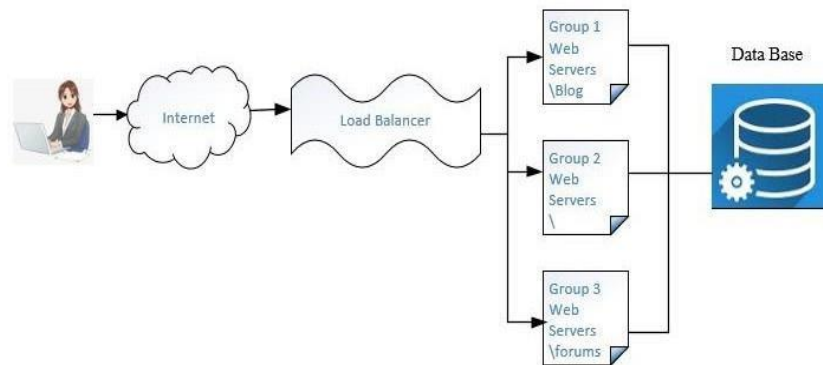 Internet
Load Balancer
Group 1
Web
Servers
\Blog
Group 2
Web
Servers
\
Group 3
Web
Servers
\forums
Data Base